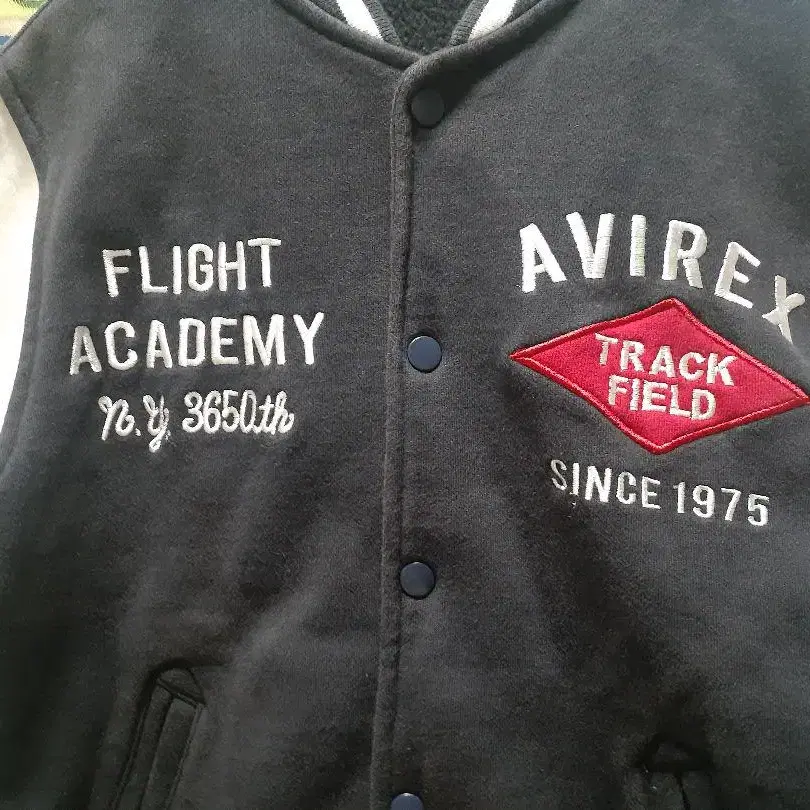 FLIGHT
ACADEMY
N.Y. 3650th
AVIREX
TRACK
FIELD
SINCE 1975